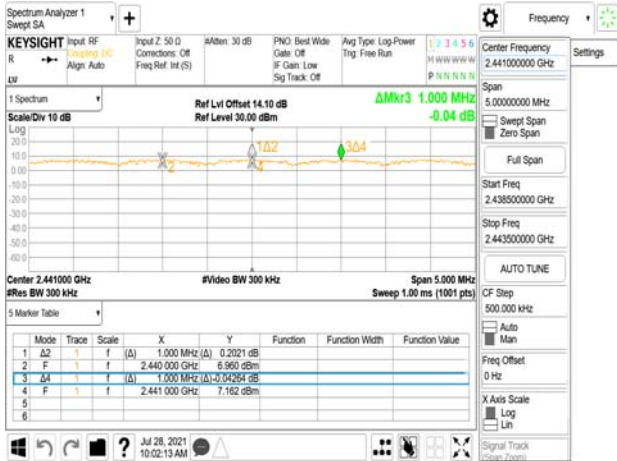 Spectrum Analyzer 1
Swept SA
KEYSIGHT
R
Input: RF
Coupling: DC
Align: Auto
Input Z: 50 Ω
Corrections: Off
Freq Ref: Int (S)
#Atten: 30 dB
PNO: Best Wide
Gate: Off
IF Gain: Low
Sig Track: Off
Avg Type: Log-Power
Trig: Free Run
1 2 3 4 5 6
M W W W W W
P N N N N N
1 Spectrum
Scale/Div 10 dB
Ref Lvl Offset 14.10 dB
Ref Level 30.00 dBm
ΔMkr3 1.000 MHz
-0.04 dB
Log
20.0
10.0
0.00
-10.0
-20.0
-30.0
-40.0
-50.0
-60.0
2
1Δ2
4
3Δ4
Center 2.441000 GHz
#Res BW 300 kHz
#Video BW 300 kHz
Span 5.000 MHz
Sweep 1.00 ms (1001 pts)
5 Marker Table
Mode Trace Scale X Y Function Function Width Function Value
1 Δ2 1 f (Δ) 1.000 MHz (Δ) 0.2021 dB
2 F 1 f 2.440 000 GHz 6.960 dBm
3 Δ4 1 f (Δ) 1.000 MHz (Δ) -0.04264 dB
4 F 1 f 2.441 000 GHz 7.162 dBm
5
6
?
Jul 28, 2021
10:02:13 AM
Frequency
Settings
Center Frequency
2.441000000 GHz
Span
5.00000000 MHz
Swept Span
Zero Span
Full Span
Start Freq
2.438500000 GHz
Stop Freq
2.443500000 GHz
AUTO TUNE
CF Step
500.000 kHz
Auto
Man
Freq Offset
0 Hz
X Axis Scale
Log
Lin
Signal Track
(Span Zoom)